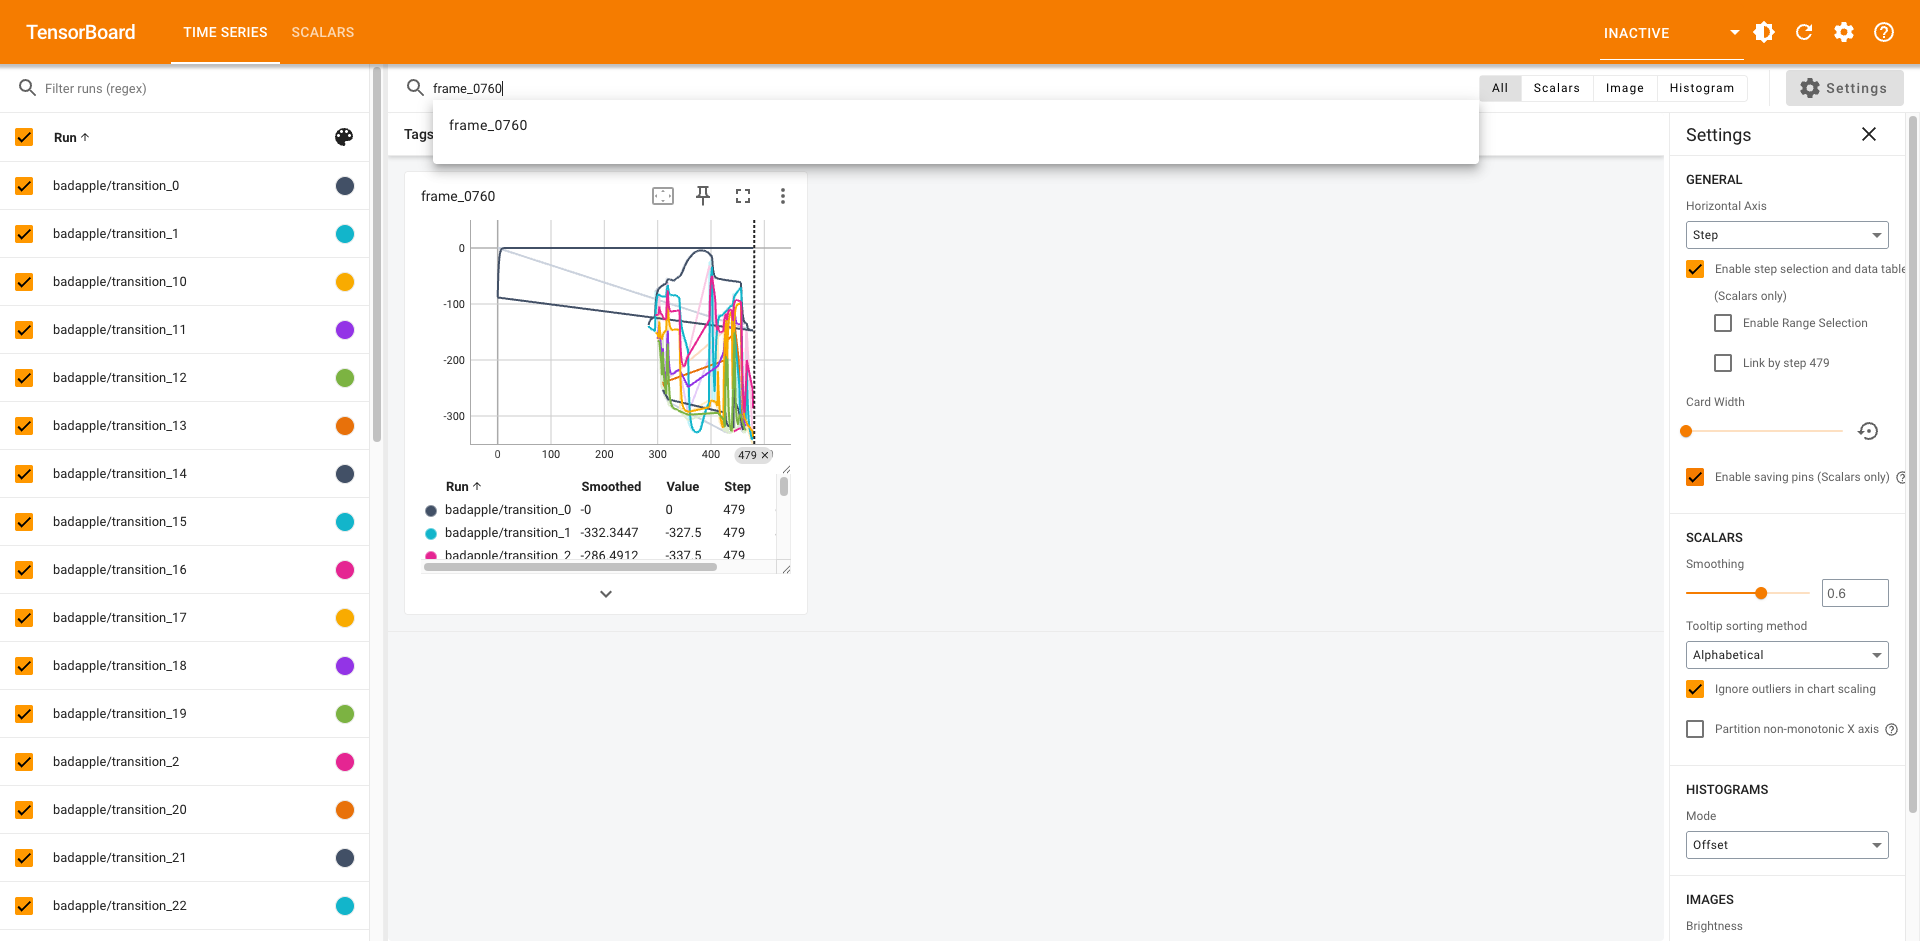 TensorBoard
TIME SERIES
SCALARS
INACTIVE
Filter runs (regex)
frame_0760
All
Scalars
Image
Histogram
Settings
frame_0760
Run
Tags
Settings
badapple/transition_0
badapple/transition_1
badapple/transition_10
badapple/transition_11
badapple/transition_12
badapple/transition_13
badapple/transition_14
badapple/transition_15
badapple/transition_16
badapple/transition_17
badapple/transition_18
badapple/transition_19
badapple/transition_2
badapple/transition_20
badapple/transition_21
badapple/transition_22
frame_0760
0
-100
-200
-300
0
100
200
300
400
479
Run Smoothed Value Step
badapple/transition_0 -0 0 479
badapple/transition_1 -332.3447 -327.5 479
badapple/transition_2 -286.4912 -337.5 479
GENERAL
Horizontal Axis
Step
Enable step selection and data table
(Scalars only)
Enable Range Selection
Link by step 479
Card Width
Enable saving pins (Scalars only)
SCALARS
Smoothing
0.6
Tooltip sorting method
Alphabetical
Ignore outliers in chart scaling
Partition non-monotonic X axis
HISTOGRAMS
Mode
Offset
IMAGES
Brightness